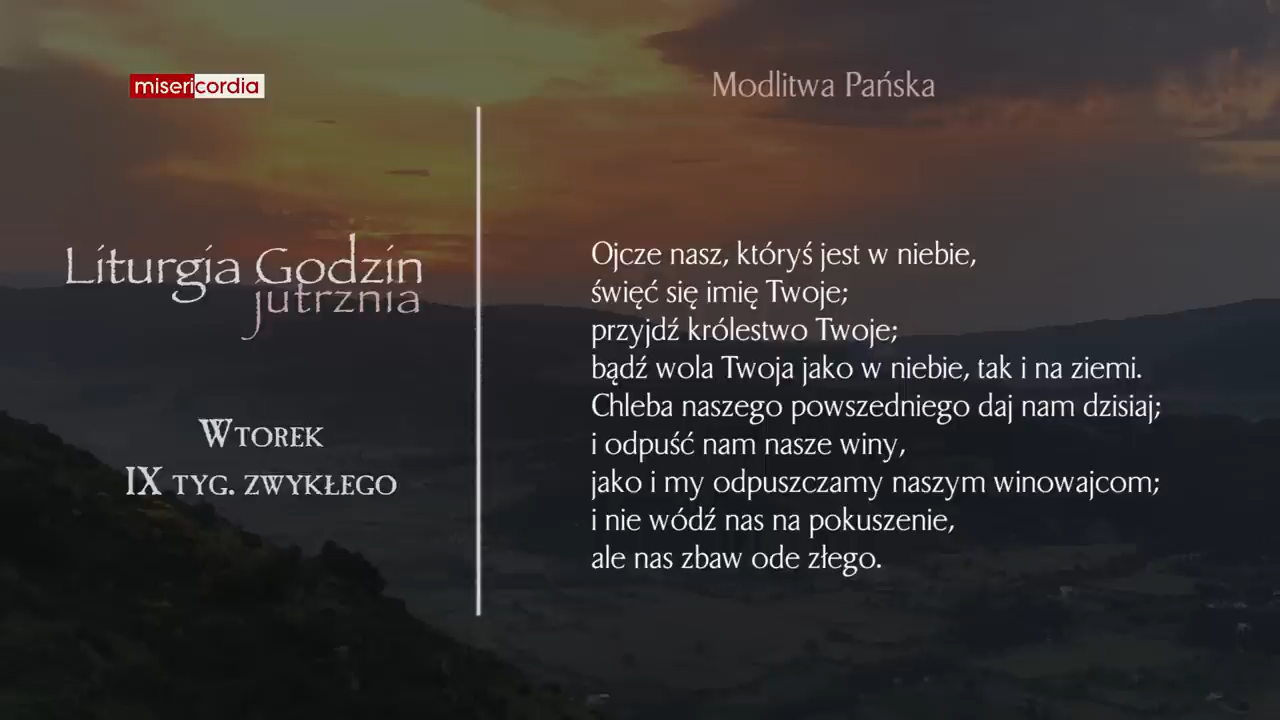 misericordia
Liturgia Godzin
jutrznia
Wtorek
IX tyg. zwykłego
Modlitwa Pańska
Ojcze nasz, któryś jest w niebie,
święć się imię Twoje;
przyjdź królestwo Twoje;
bądź wola Twoja jako w niebie, tak i na ziemi.
Chleba naszego powszedniego daj nam dzisiaj;
i odpuść nam nasze winy,
jako i my odpuszczamy naszym winowajcom;
i nie wódź nas na pokuszenie,
ale nas zbaw ode złego.